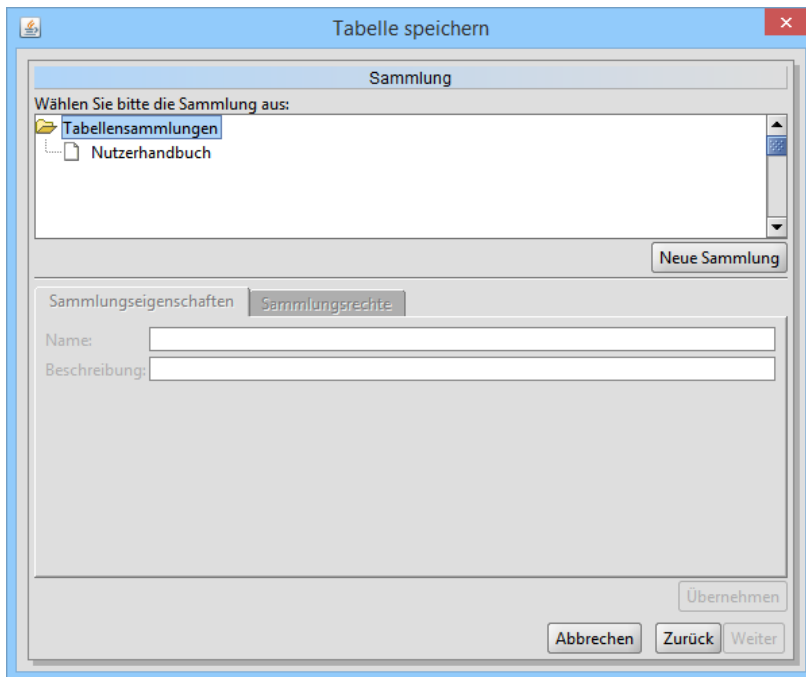 Tabelle speichern
Sammlung
Wählen Sie bitte die Sammlung aus:
Tabellensammlungen
Nutzerhandbuch
Neue Sammlung
Sammlungseigenschaften Sammlungsrechte
Name:
Beschreibung:
Übernehmen
Abbrechen Zurück Weiter